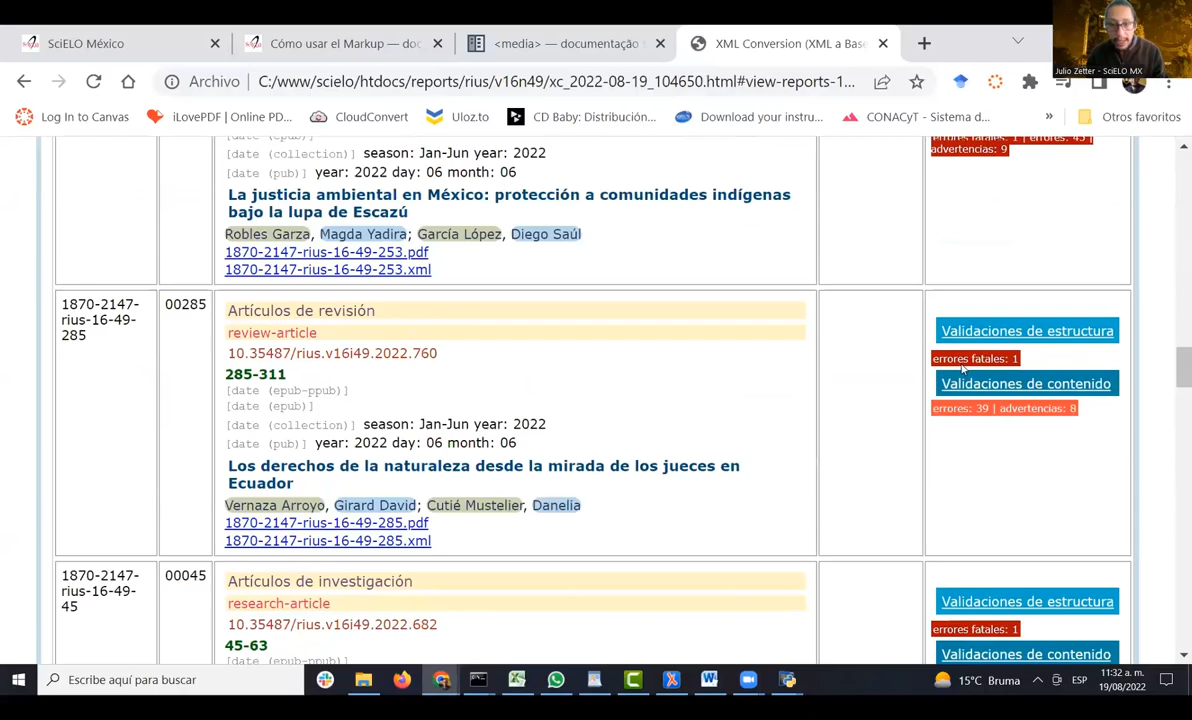 SciELO México
Cómo usar el Markup — doc
<media> — documentação
XML Conversion (XML a Base
Archivo
C:/www/scielo.../docs/reports/rius/v16n49/xc_2022-08-19_104650.html#view-reports-1...
Julio Zetter - SciELO MX
Log In to Canvas
iLovePDF | Online PD...
CloudConvert
Uloz.to
CD Baby: Distribución...
Download your instru...
CONACyT - Sistema d...
»
Otros favoritos
[date (epub)]
[date (collection)] season: Jan-Jun year: 2022
[date (pub)] year: 2022 day: 06 month: 06
La justicia ambiental en México: protección a comunidades indígenas
bajo la lupa de Escazú
Robles Garza, Magda Yadira; García López, Diego Saúl
1870-2147-rius-16-49-253.pdf
1870-2147-rius-16-49-253.xml
errores fatales: 1 | errores: 45 |
advertencias: 9
1870-2147-
rius-16-49-
285
00285
Artículos de revisión
review-article
10.35487/rius.v16i49.2022.760
285-311
[date (epub-ppub)]
[date (epub)]
[date (collection)] season: Jan-Jun year: 2022
[date (pub)] year: 2022 day: 06 month: 06
Los derechos de la naturaleza desde la mirada de los jueces en
Ecuador
Vernaza Arroyo, Girard David; Cutié Mustelier, Danelia
1870-2147-rius-16-49-285.pdf
1870-2147-rius-16-49-285.xml
Validaciones de estructura
errores fatales: 1
Validaciones de contenido
errores: 39 | advertencias: 8
1870-2147-
rius-16-49-
45
00045
Artículos de investigación
research-article
10.35487/rius.v16i49.2022.682
45-63
[date (epub-ppub)]
Validaciones de estructura
errores fatales: 1
Validaciones de contenido
Escribe aquí para buscar
15°C Bruma
ESP
11:32 a. m.
19/08/2022